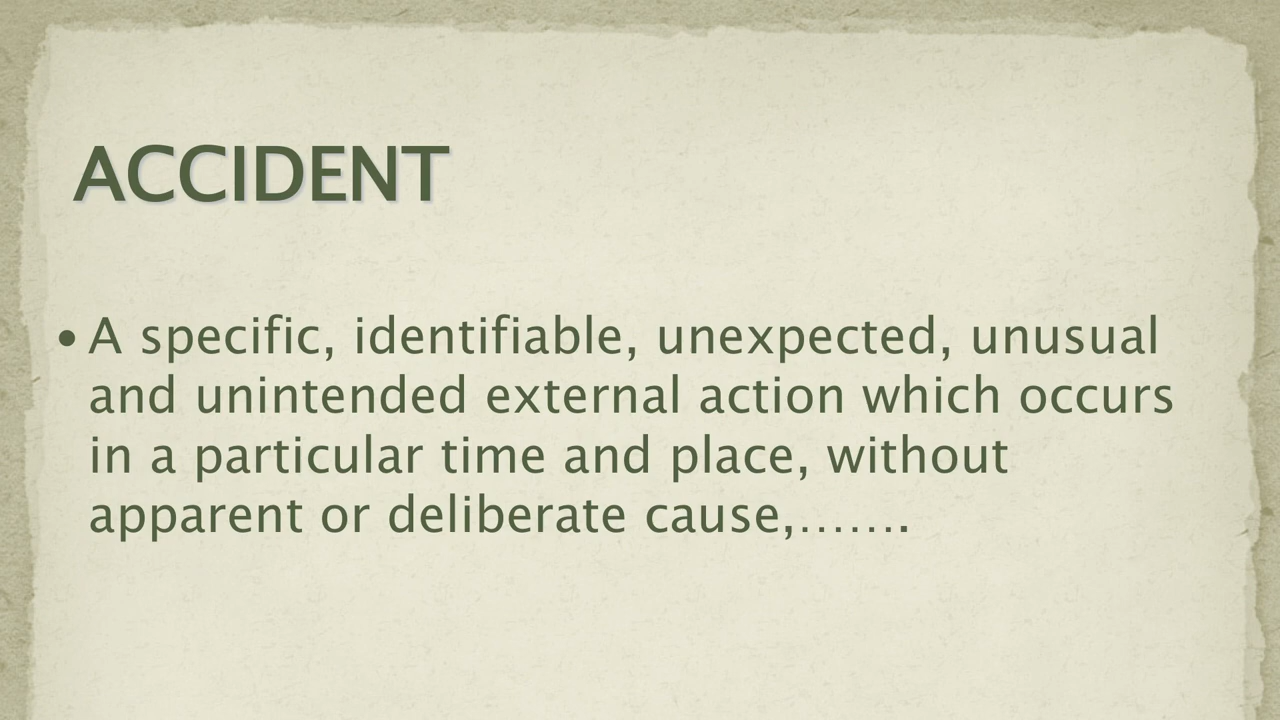 ACCIDENT
• A specific, identifiable, unexpected, unusual
and unintended external action which occurs
in a particular time and place, without
apparent or deliberate cause,…….